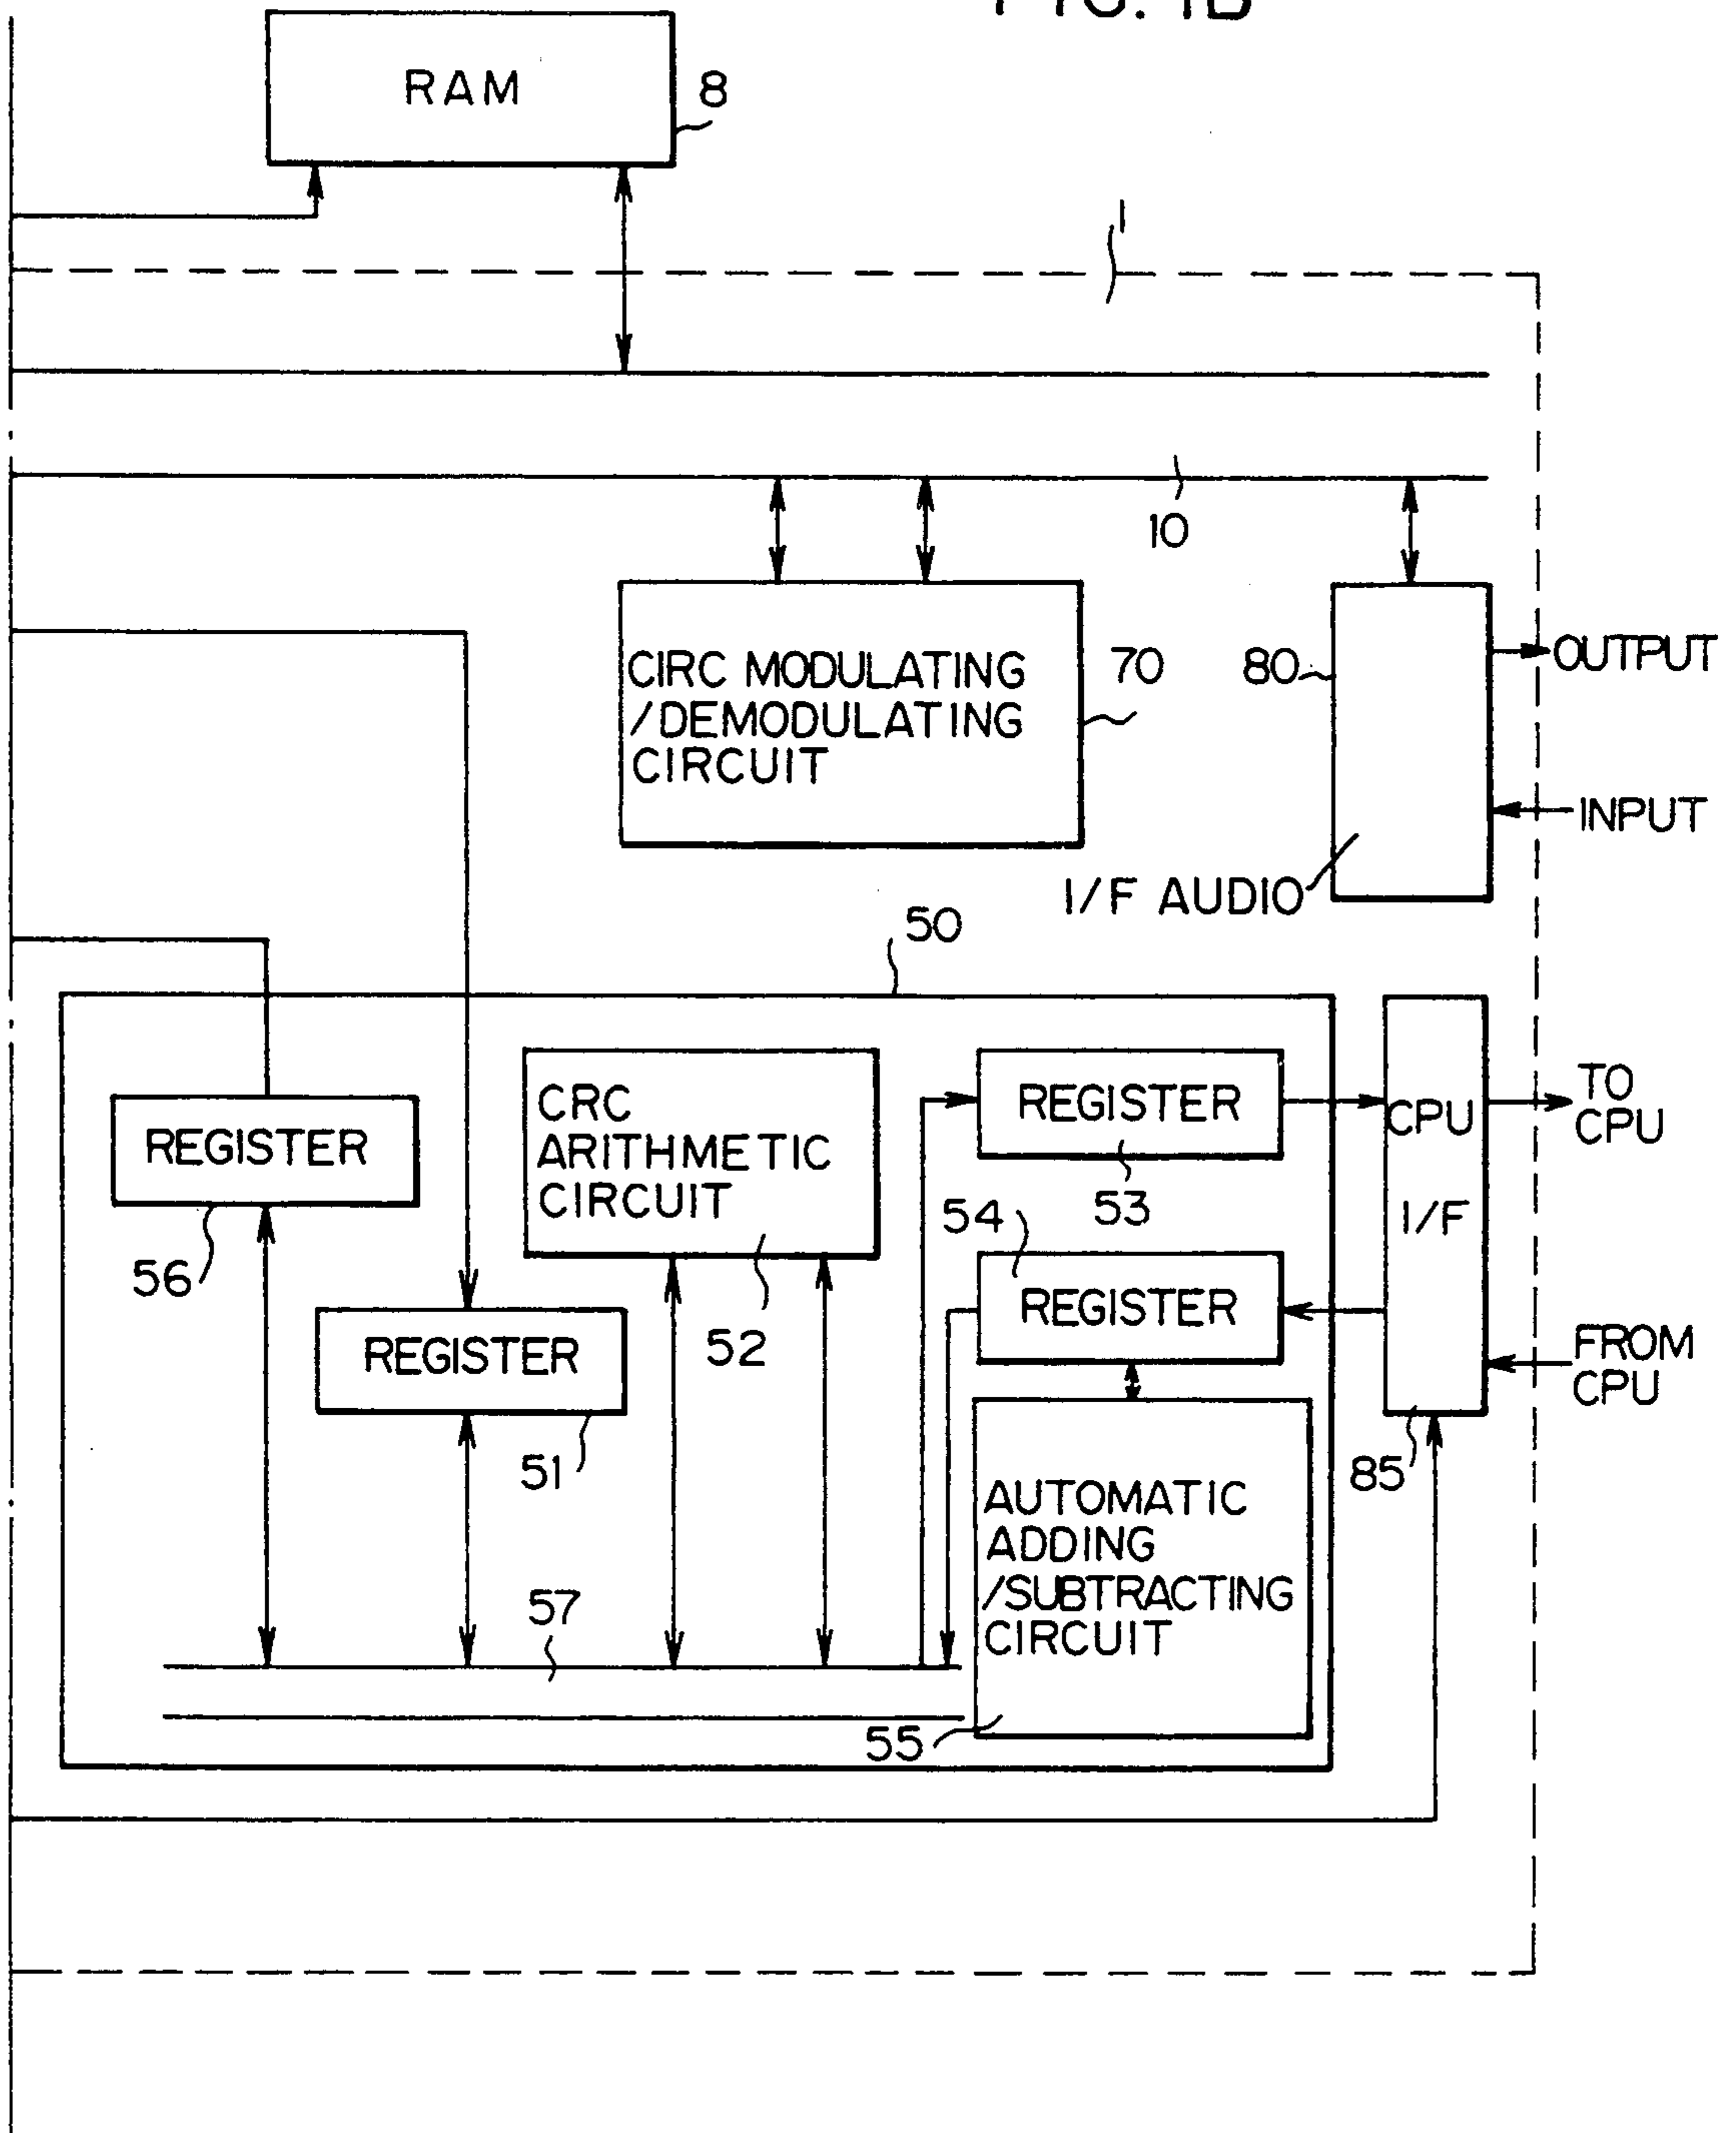 FIG. 1B
RAM
8
1
10
CIRC MODULATING
/DEMODULATING
CIRCUIT
70
80
OUTPUT
INPUT
I/F AUDIO
50
REGISTER
56
CRC
ARITHMETIC
CIRCUIT
52
REGISTER
53
CPU
I/F
TO
CPU
54
REGISTER
FROM
CPU
85
REGISTER
51
AUTOMATIC
ADDING
/SUBTRACTING
CIRCUIT
57
55